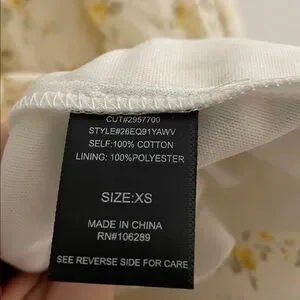 CUT#2957700
STYLE#26EQ91YAWV
SELF:100% COTTON
LINING: 100%POLYESTER
SIZE:XS
MADE IN CHINA
RN#106289
SEE REVERSE SIDE FOR CARE